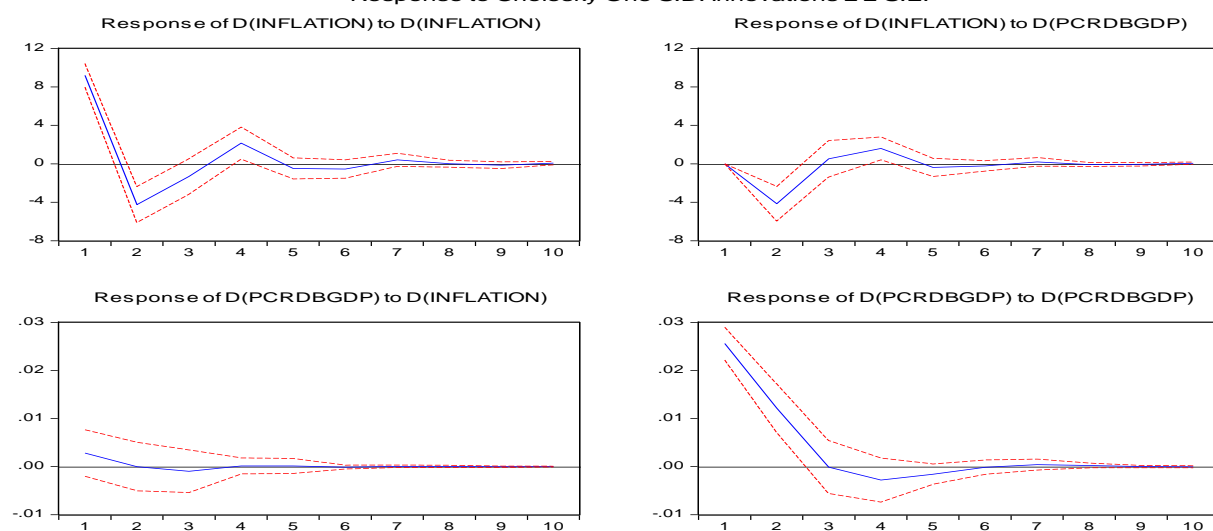 Response of D(INFLATION) to D(INFLATION)
12
8
4
0
-4
-8
1 2 3 4 5 6 7 8 9 10
Response of D(INFLATION) to D(PCRDBGDP)
12
8
4
0
-4
-8
1 2 3 4 5 6 7 8 9 10
Response of D(PCRDBGDP) to D(INFLATION)
.03
.02
.01
.00
-.01
1 2 3 4 5 6 7 8 9 10
Response of D(PCRDBGDP) to D(PCRDBGDP)
.03
.02
.01
.00
-.01
1 2 3 4 5 6 7 8 9 10